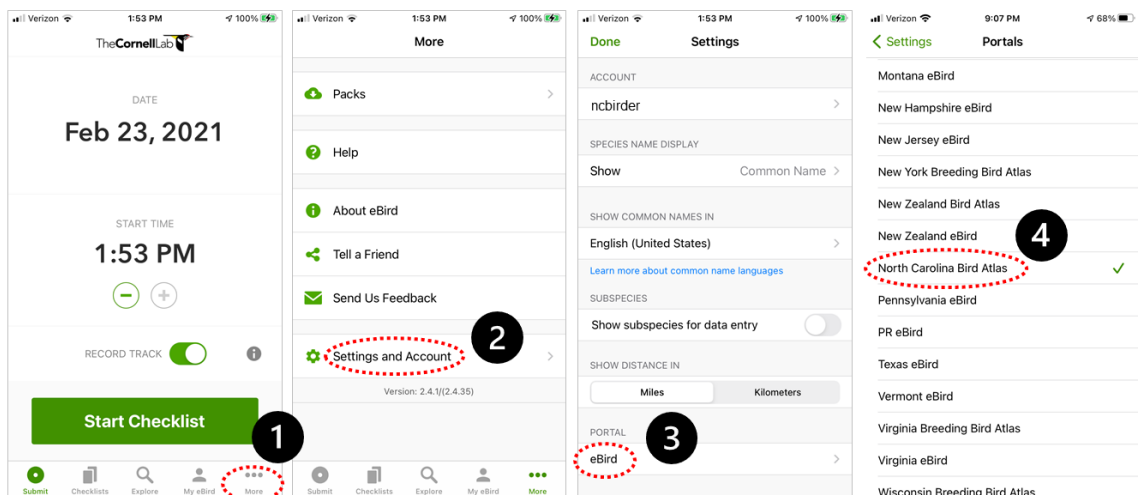 Verizon 1:53 PM 100%
TheCornellLab
DATE
Feb 23, 2021
START TIME
1:53 PM
RECORD TRACK
Start Checklist
1
Submit Checklists Explore My eBird More
Verizon 1:53 PM 100%
More
Packs
Help
About eBird
Tell a Friend
Send Us Feedback
2
Settings and Account
Version: 2.4.1/(2.4.35)
Submit Checklists Explore My eBird More
Verizon 1:53 PM 100%
Done Settings
ACCOUNT
ncbirder
SPECIES NAME DISPLAY
Show Common Name
SHOW COMMON NAMES IN
English (United States)
Learn more about common name languages
SUBSPECIES
Show subspecies for data entry
SHOW DISTANCE IN
Miles Kilometers
PORTAL
3
eBird
Verizon 9:07 PM 68%
Settings Portals
Montana eBird
New Hampshire eBird
New Jersey eBird
New York Breeding Bird Atlas
New Zealand Bird Atlas
New Zealand eBird
4
North Carolina Bird Atlas
Pennsylvania eBird
PR eBird
Texas eBird
Vermont eBird
Virginia Breeding Bird Atlas
Virginia eBird
Wisconsin Breeding Bird Atlas